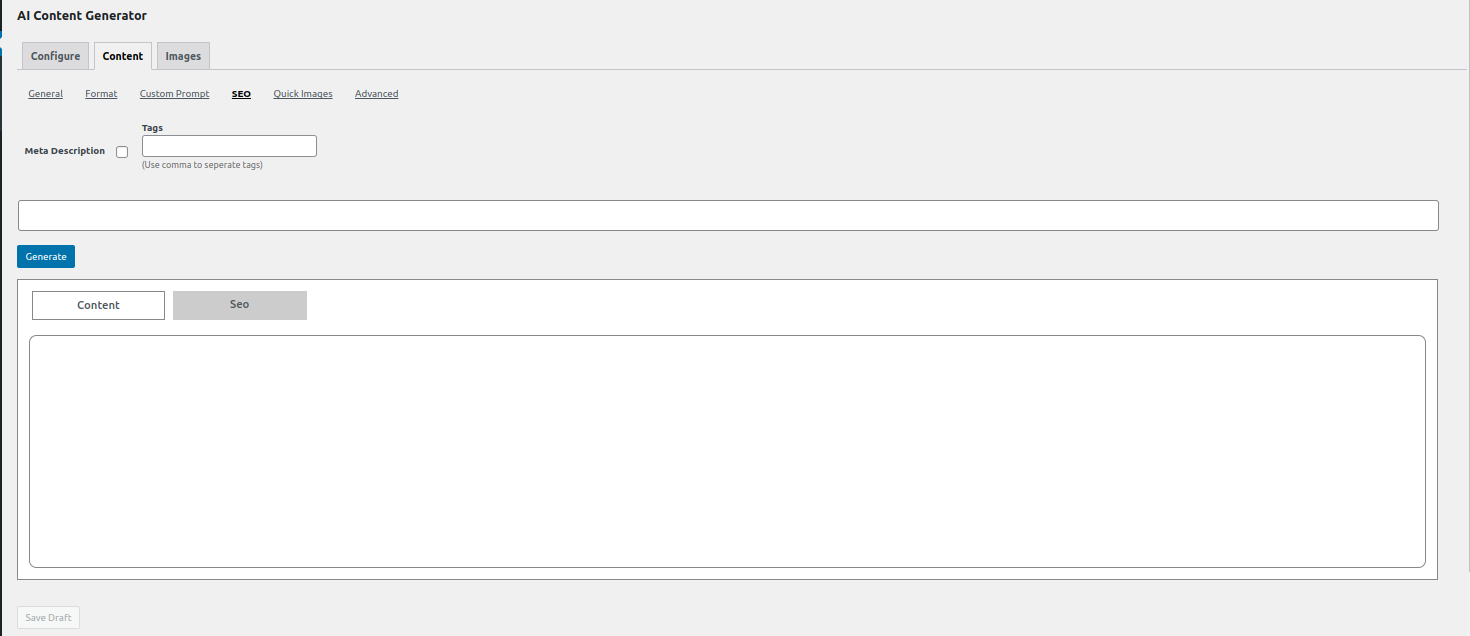 AI Content Generator
Configure Content Images
General Format Custom Prompt SEO Quick Images Advanced
Tags
Meta Description
(Use comma to seperate tags)
Generate
Content Seo
Save Draft